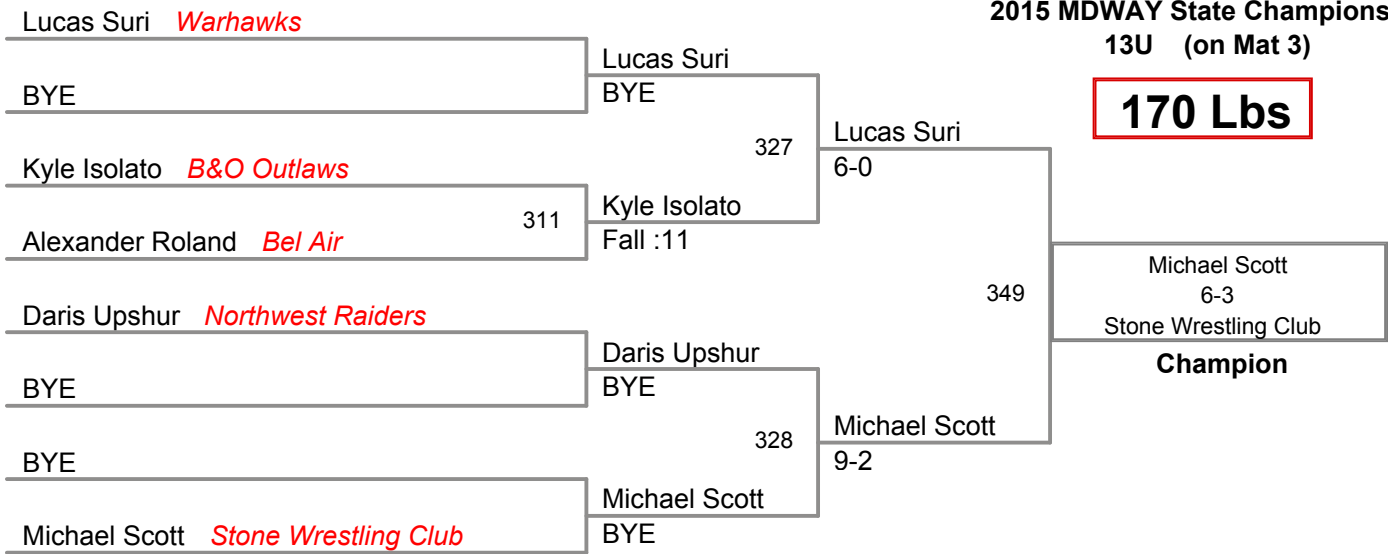 Lucas Suri Warhawks
BYE
Kyle Isolato B&O Outlaws
Alexander Roland Bel Air
Daris Upshur Northwest Raiders
BYE
BYE
Michael Scott Stone Wrestling Club
311
Lucas Suri
BYE
Kyle Isolato
Fall :11
Daris Upshur
BYE
Michael Scott
BYE
327
328
Lucas Suri
6-0
Michael Scott
9-2
349
2015 MDWAY State Champions
13U (on Mat 3)
170 Lbs
Michael Scott
6-3
Stone Wrestling Club
Champion